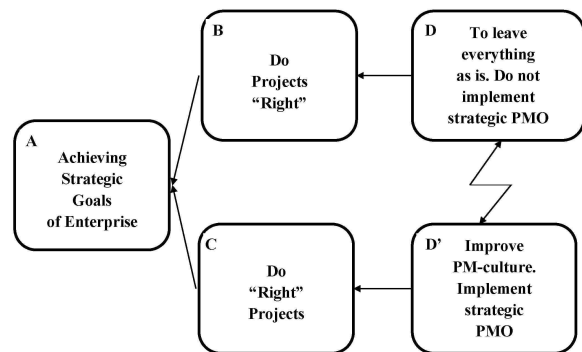 B
Do
Projects
“Right”
D
To leave
everything
as is. Do not
implement
strategic PMO
A
Achieving
Strategic
Goals
of Enterprise
C
Do
“Right”
Projects
D’
Improve
PM-culture.
Implement
strategic
PMO